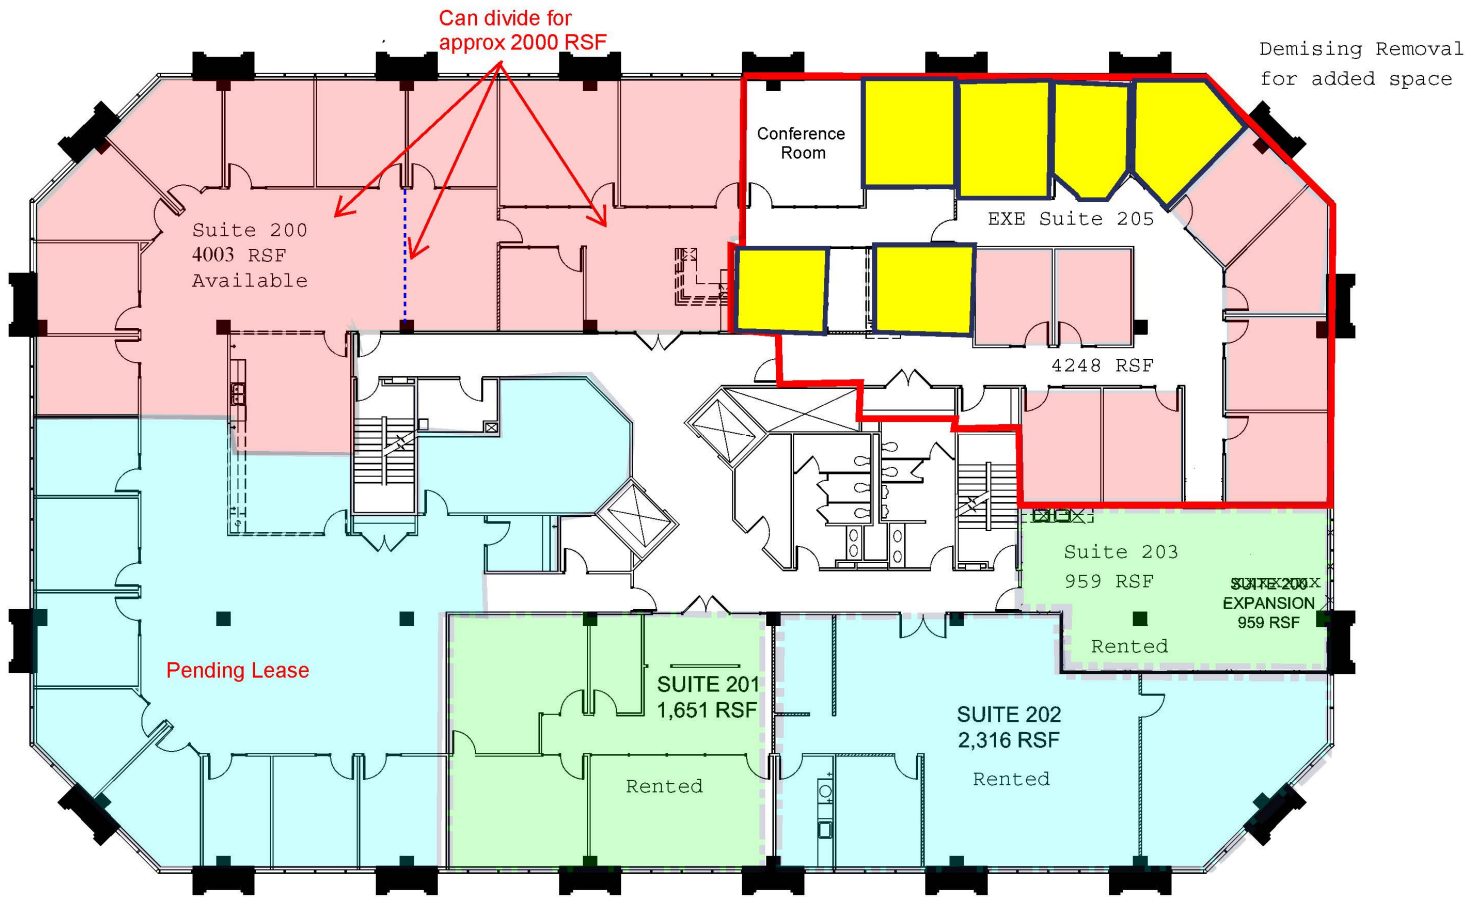 Can divide for
approx 2000 RSF
Demising Removal
for added space
Conference
Room
Suite 200
4003 RSF
Available
EXE Suite 205
4248 RSF
Suite 203
959 RSF
EXPANSION
959 RSF
Rented
Pending Lease
SUITE 201
1,651 RSF
Rented
SUITE 202
2,316 RSF
Rented